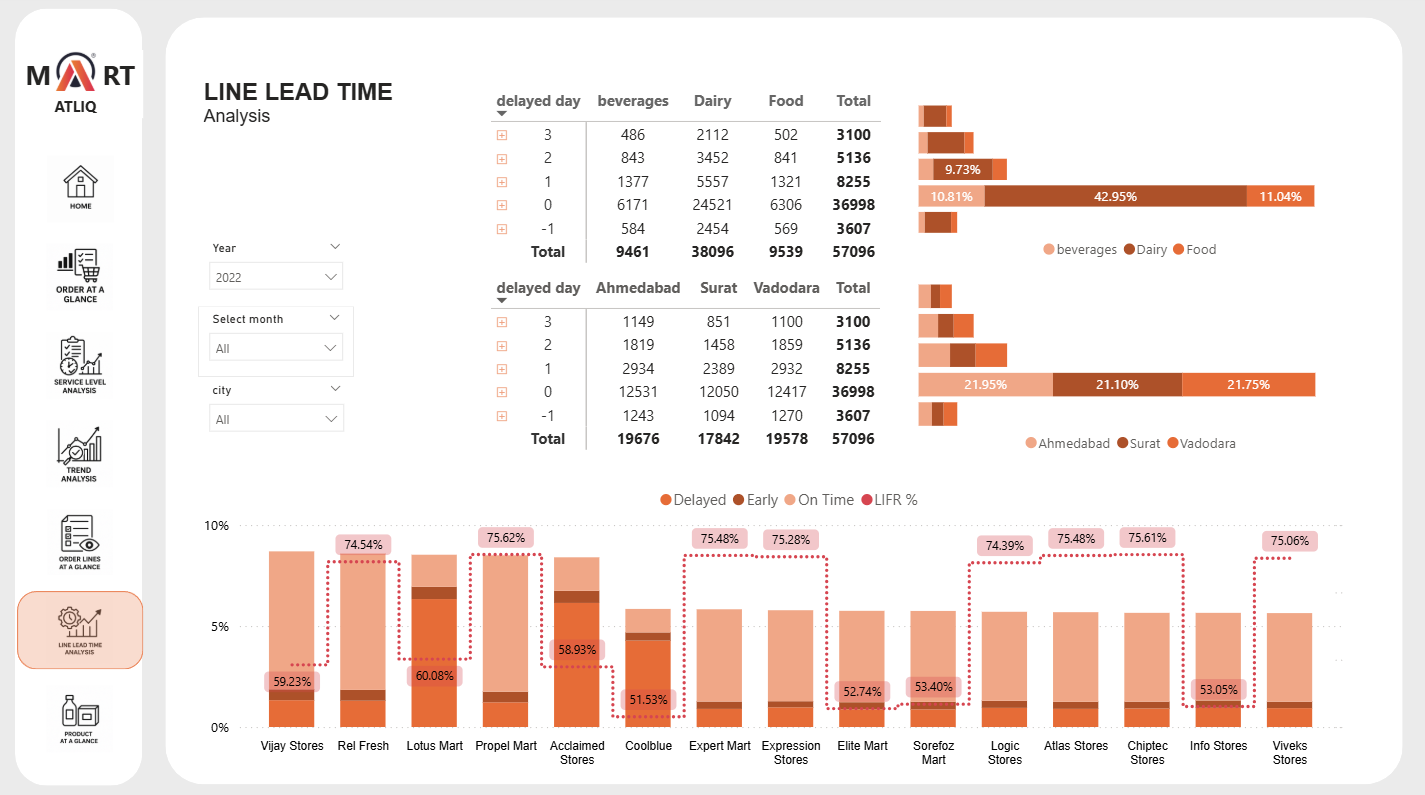 M A RT
ATLIQ
HOME
ORDER AT A
GLANCE
SERVICE LEVEL
ANALYSIS
TREND
ANALYSIS
ORDER LINES
AT A GLANCE
LINE LEAD TIME
ANALYSIS
PRODUCT
AT A GLANCE
LINE LEAD TIME
Analysis
Year
2022
Select month
All
city
All
delayed day beverages Dairy Food Total
3 486 2112 502 3100
2 843 3452 841 5136
1 1377 5557 1321 8255
0 6171 24521 6306 36998
-1 584 2454 569 3607
Total 9461 38096 9539 57096
9.73%
10.81% 42.95% 11.04%
beverages Dairy Food
delayed day Ahmedabad Surat Vadodara Total
3 1149 851 1100 3100
2 1819 1458 1859 5136
1 2934 2389 2932 8255
0 12531 12050 12417 36998
-1 1243 1094 1270 3607
Total 19676 17842 19578 57096
21.95% 21.10% 21.75%
Ahmedabad Surat Vadodara
Delayed Early On Time LIFR %
10%
5%
0%
59.23% 74.54% 60.08% 75.62% 58.93% 51.53% 75.48% 75.28% 52.74% 53.40% 74.39% 75.48% 75.61% 53.05% 75.06%
Vijay Stores Rel Fresh Lotus Mart Propel Mart Acclaimed Stores Coolblue Expert Mart Expression Stores Elite Mart Sorefoz Mart Logic Stores Atlas Stores Chiptec Stores Info Stores Viveks Stores